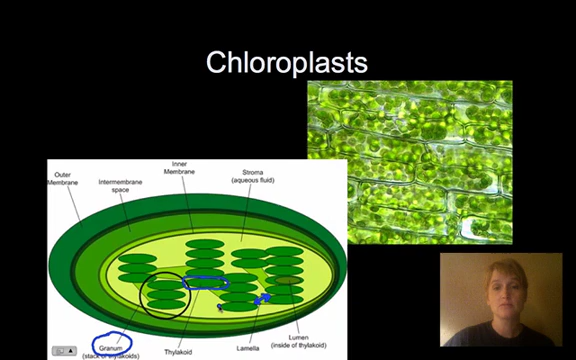 Chloroplasts
Outer
Membrane
Intermembrane
space
Inner
Membrane
Stroma
(aqueous fluid)
Granum
(stack of thylakoids)
Thylakoid
Lamella
Lumen
(inside of thylakoid)